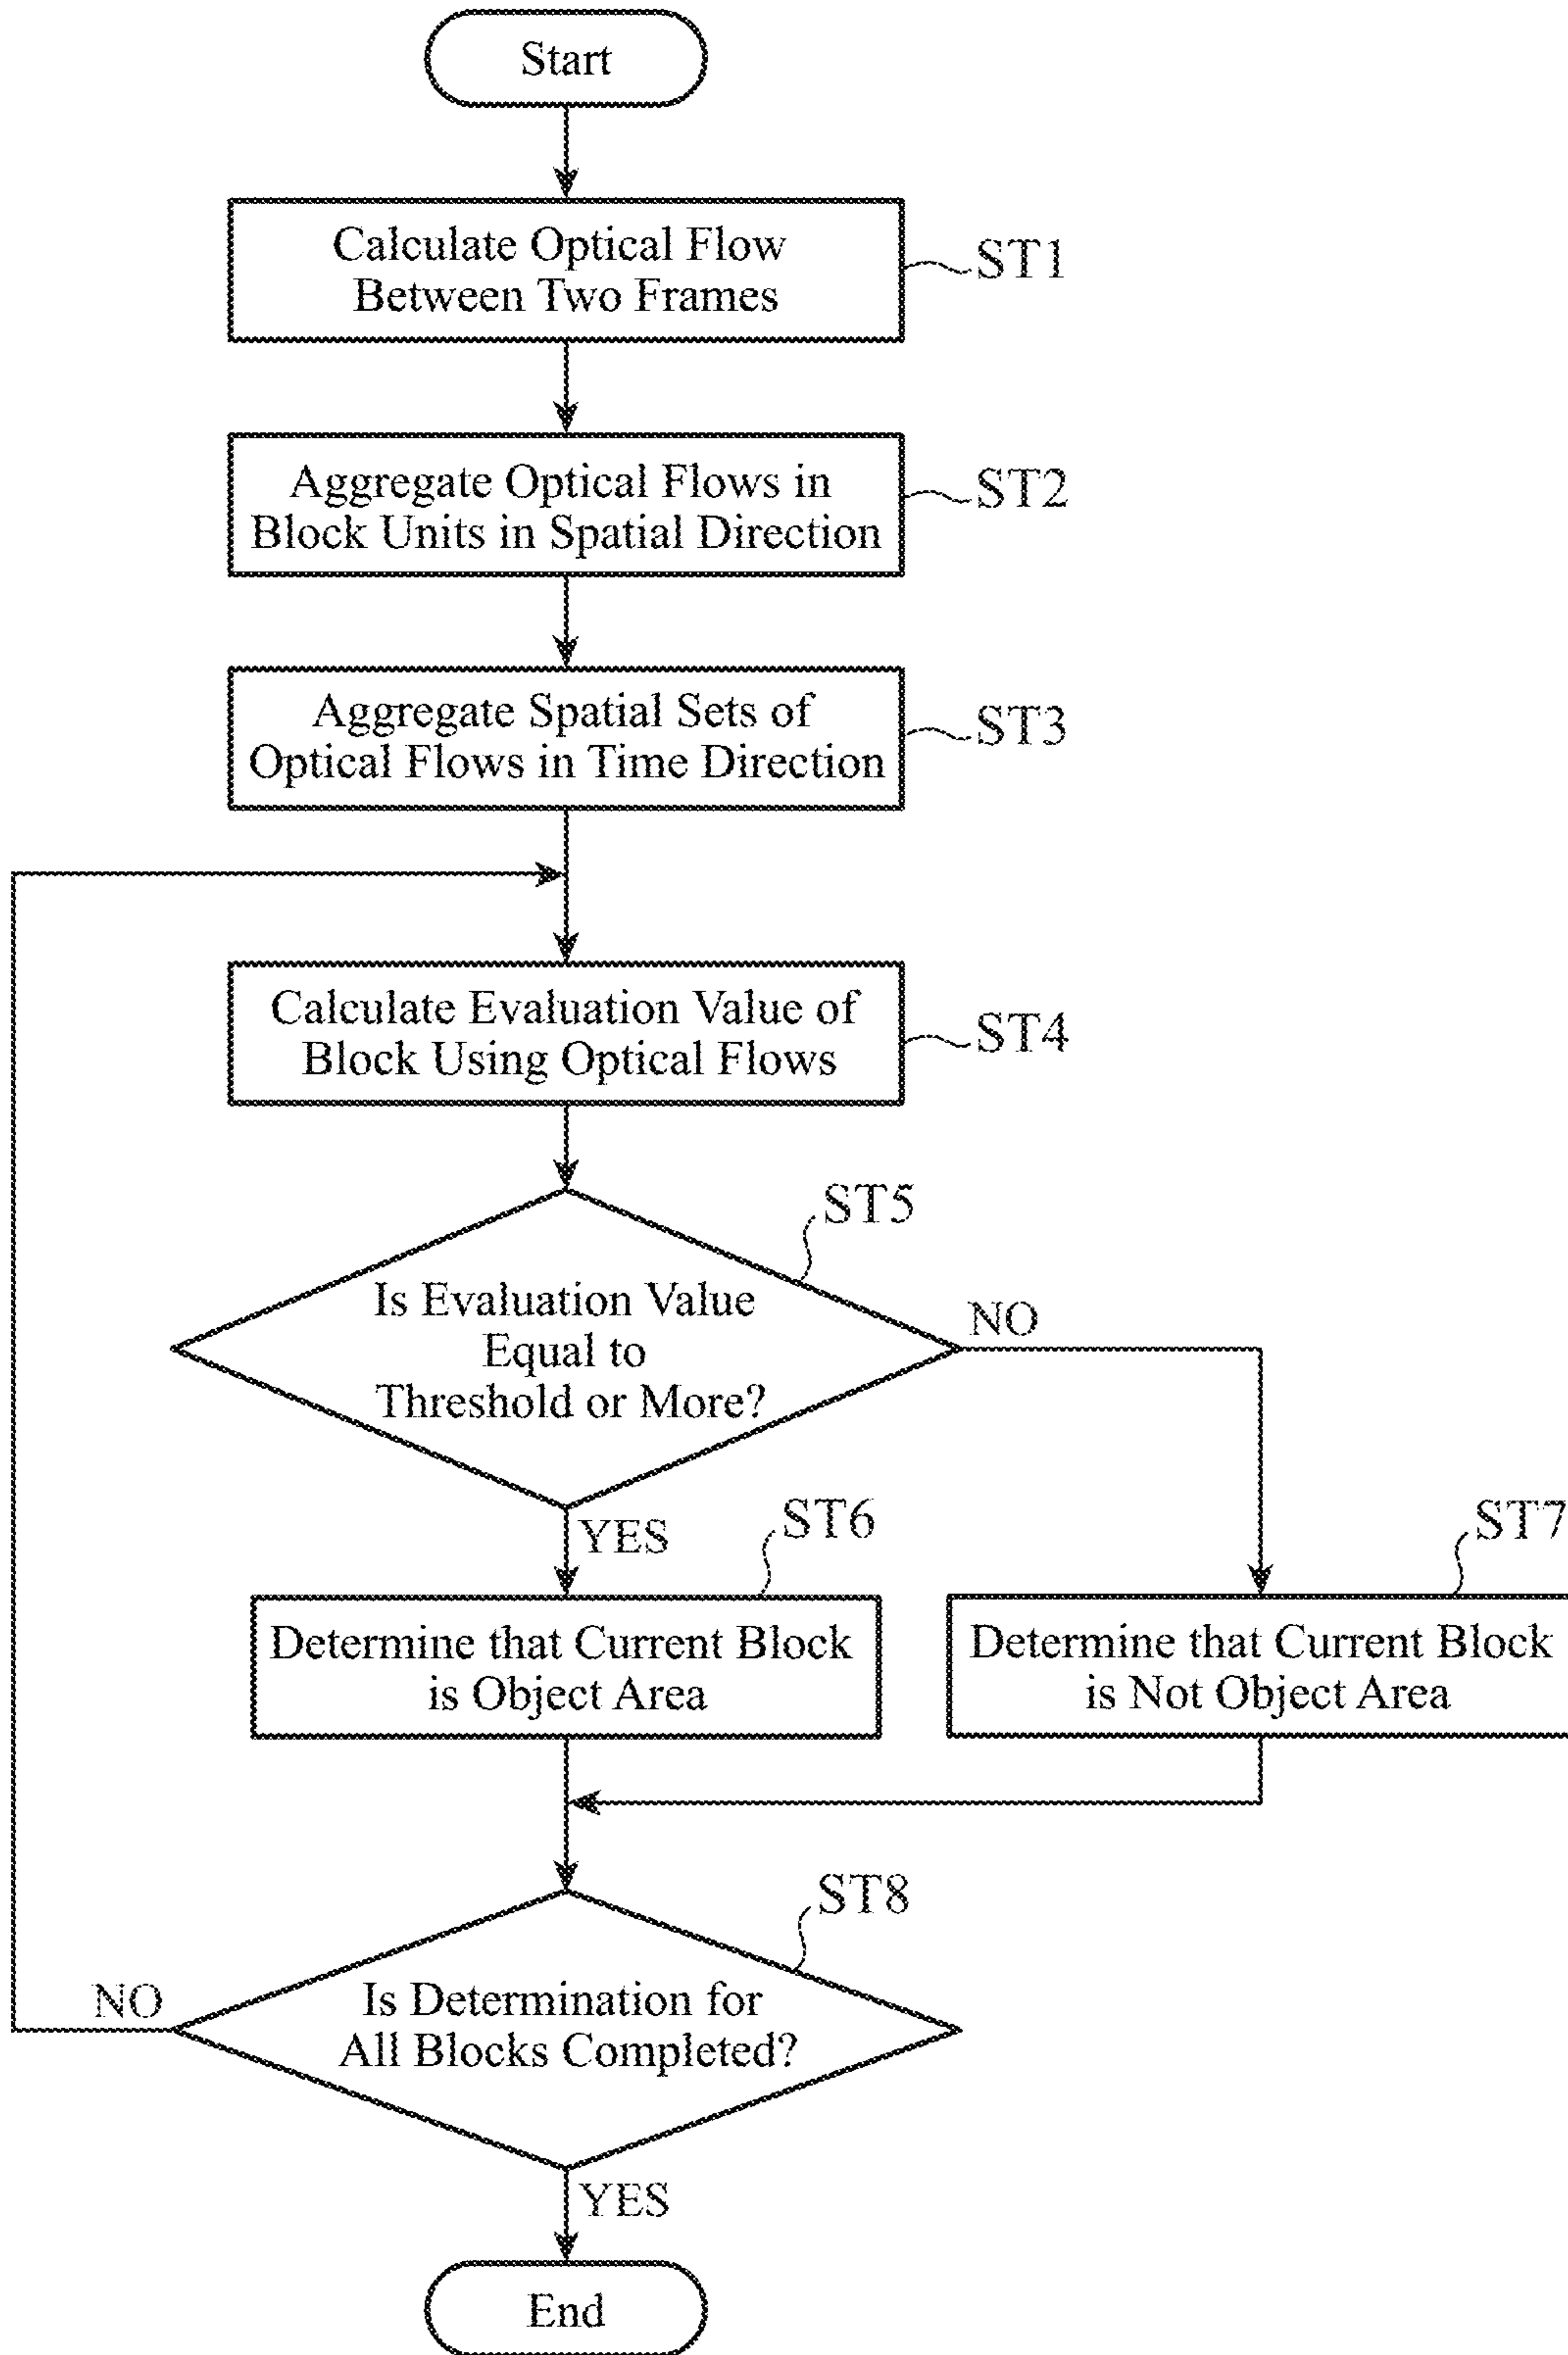 Start
Calculate Optical Flow
Between Two Frames
ST1
Aggregate Optical Flows in
Block Units in Spatial Direction
ST2
Aggregate Spatial Sets of
Optical Flows in Time Direction
ST3
Calculate Evaluation Value of
Block Using Optical Flows
ST4
ST5
Is Evaluation Value
Equal to
Threshold or More?
NO
YES
ST6
Determine that Current Block
is Object Area
ST7
Determine that Current Block
is Not Object Area
ST8
Is Determination for
All Blocks Completed?
NO
YES
End